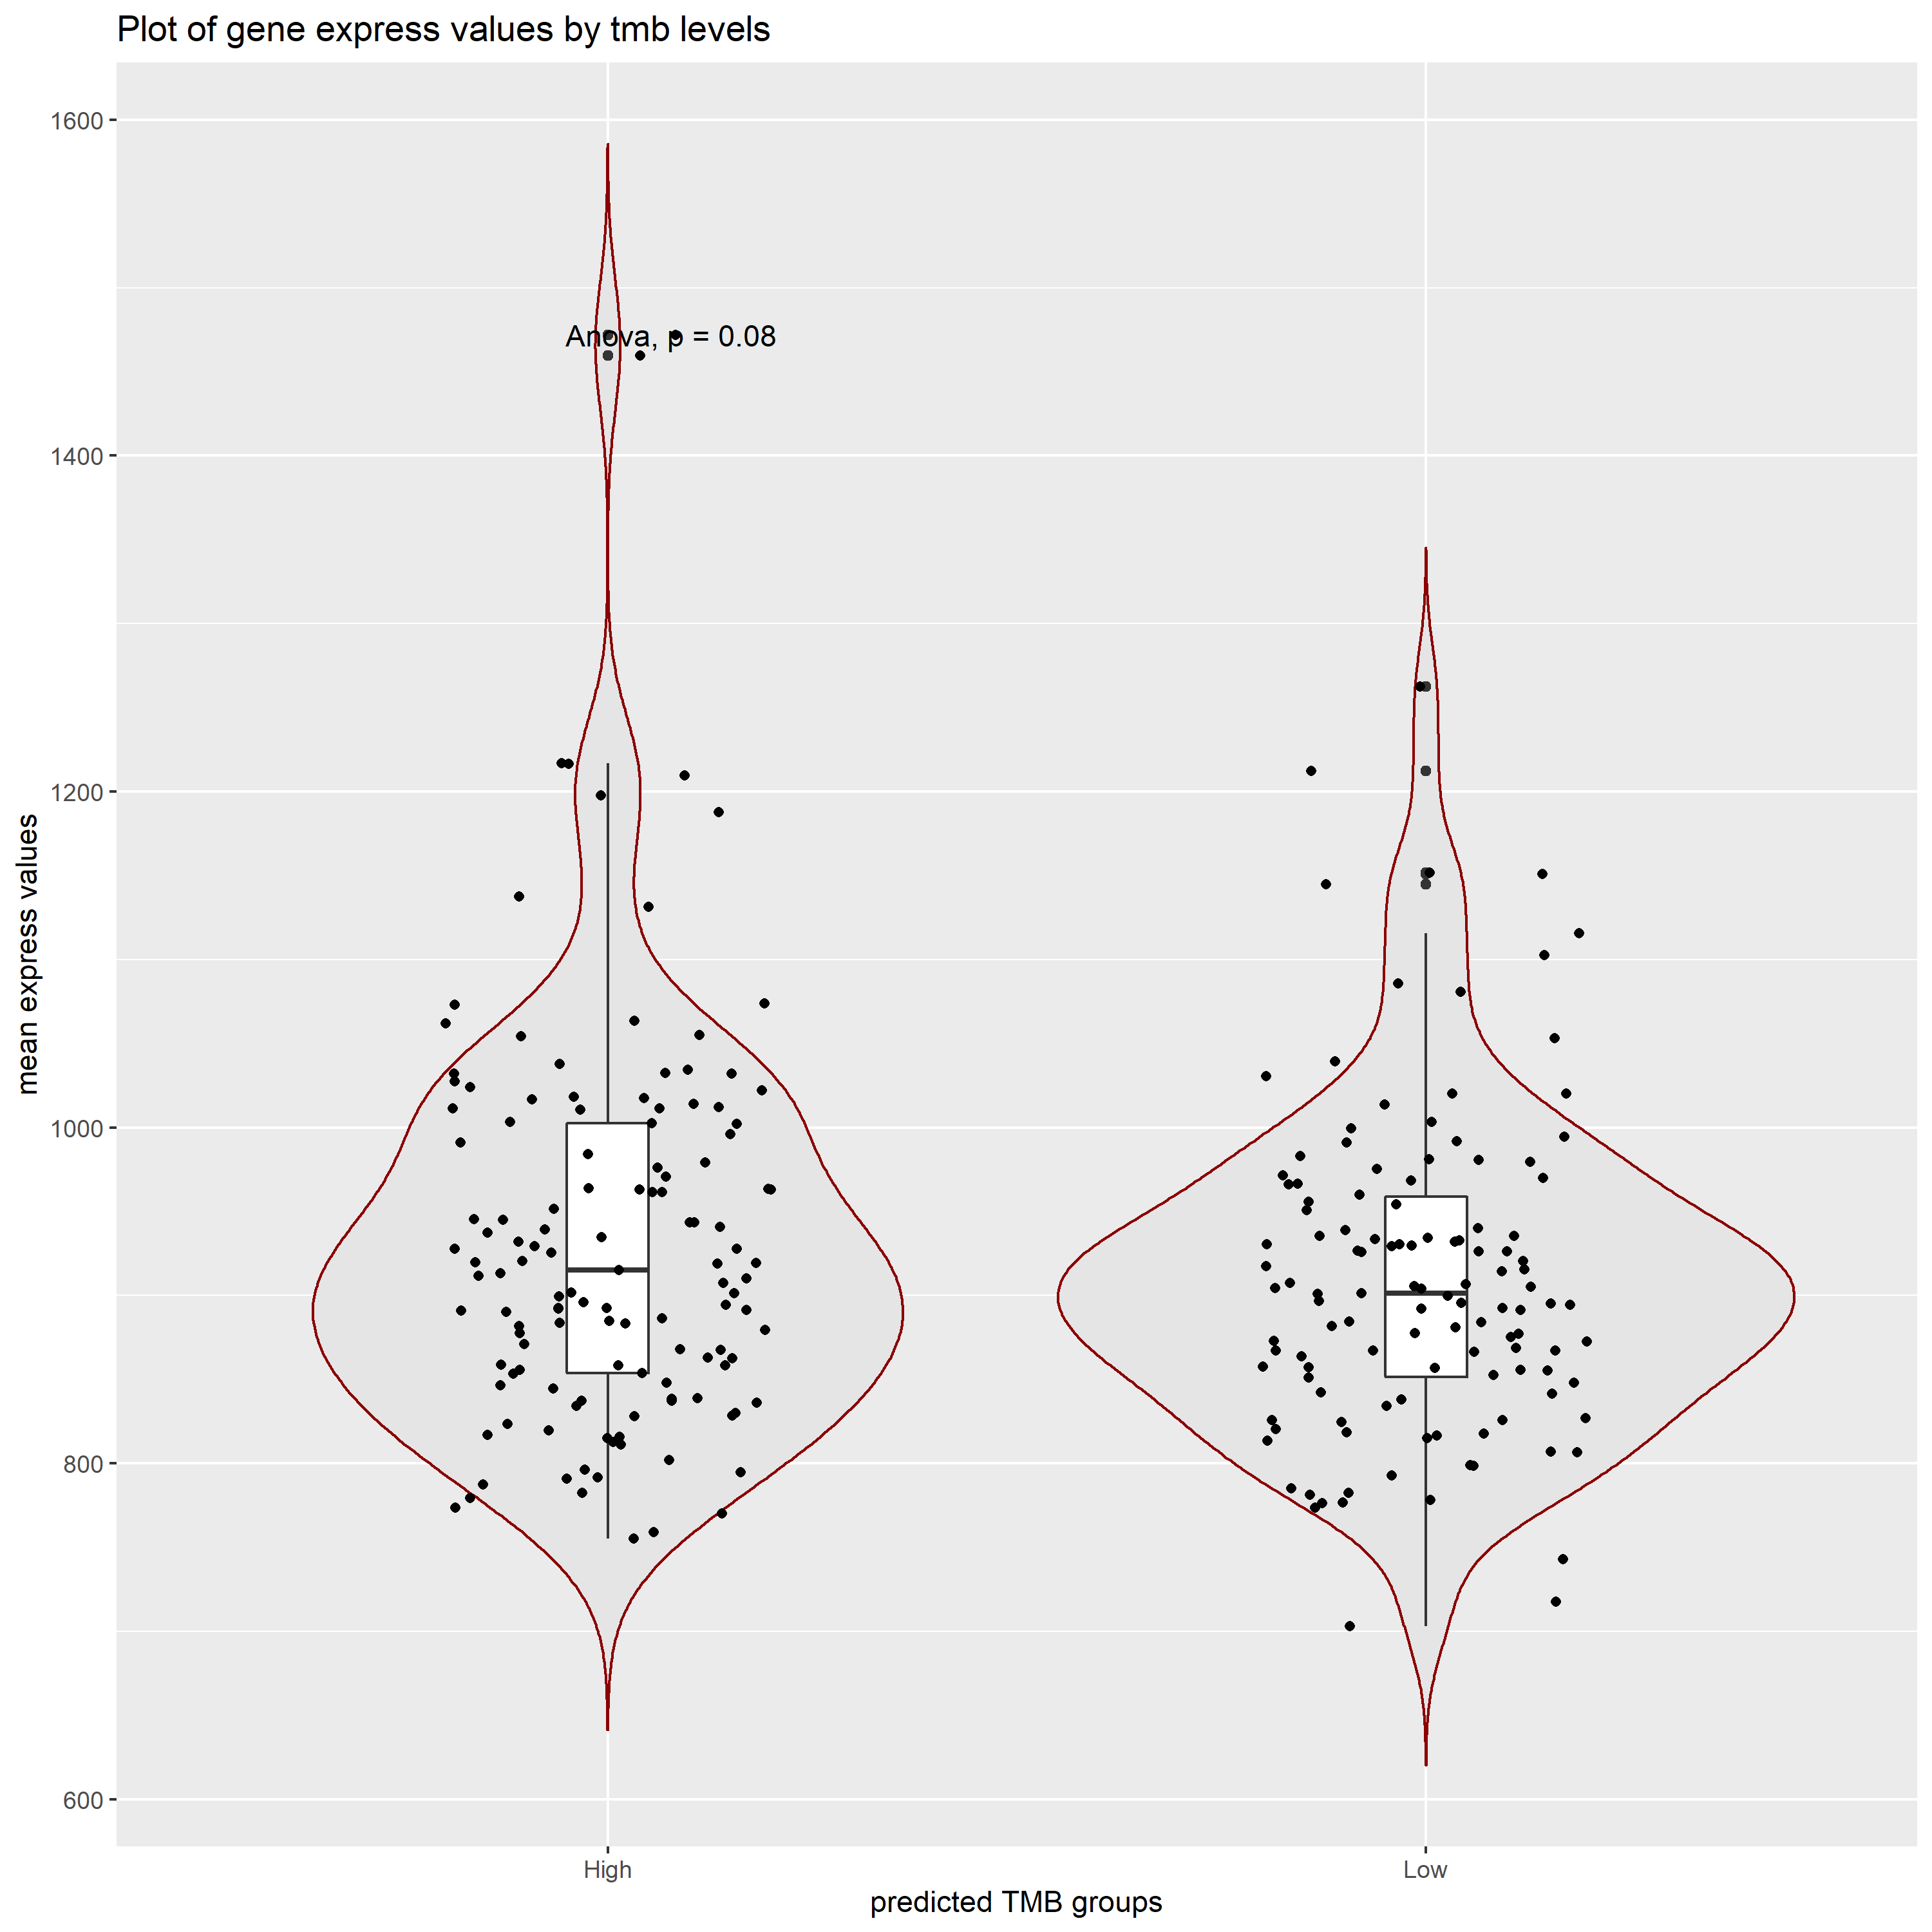 Plot of gene express values by tmb levels
1600
1400
1200
1000
800
600
mean express values
Anova, p = 0.08
High
Low
predicted TMB groups